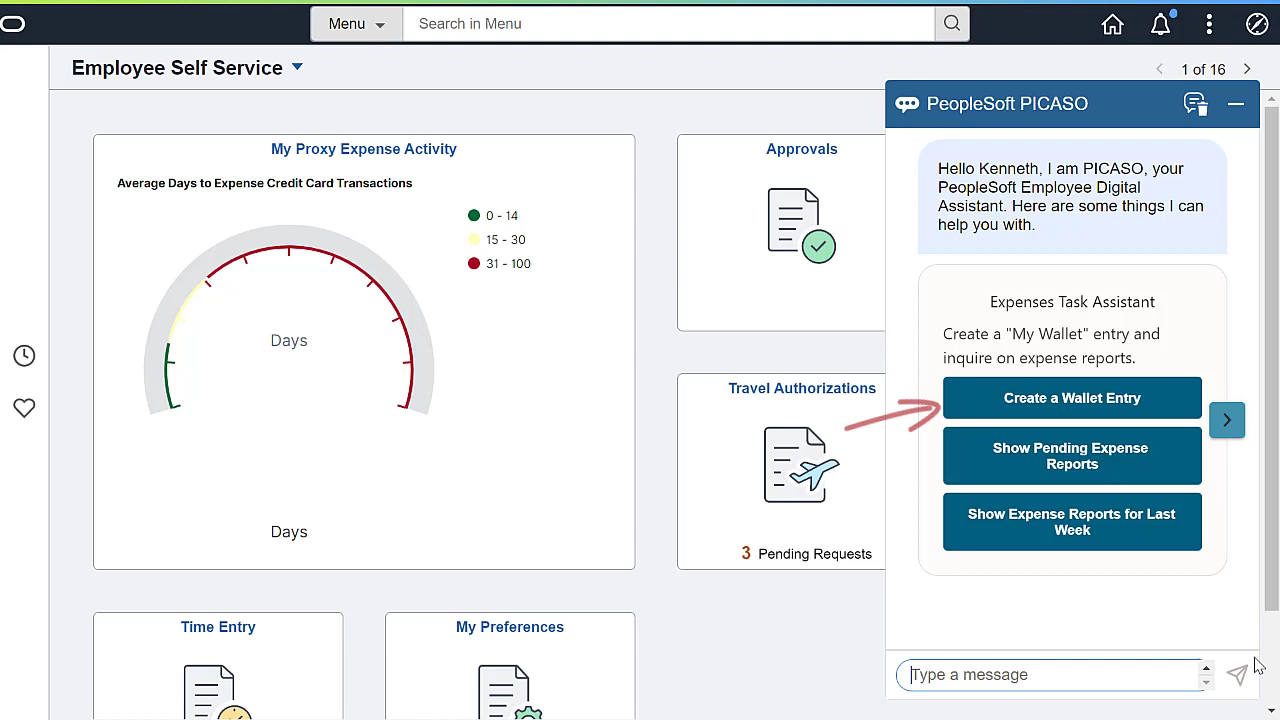 Menu
Search in Menu
Employee Self Service
1 of 16
My Proxy Expense Activity
Average Days to Expense Credit Card Transactions
0 - 14
15 - 30
31 - 100
Days
Days
Approvals
Travel Authorizations
3 Pending Requests
Time Entry
My Preferences
PeopleSoft PICASO
Hello Kenneth, I am PICASO, your
PeopleSoft Employee Digital
Assistant. Here are some things I can
help you with.
Expenses Task Assistant
Create a "My Wallet" entry and
inquire on expense reports.
Create a Wallet Entry
Show Pending Expense
Reports
Show Expense Reports for Last
Week
Type a message